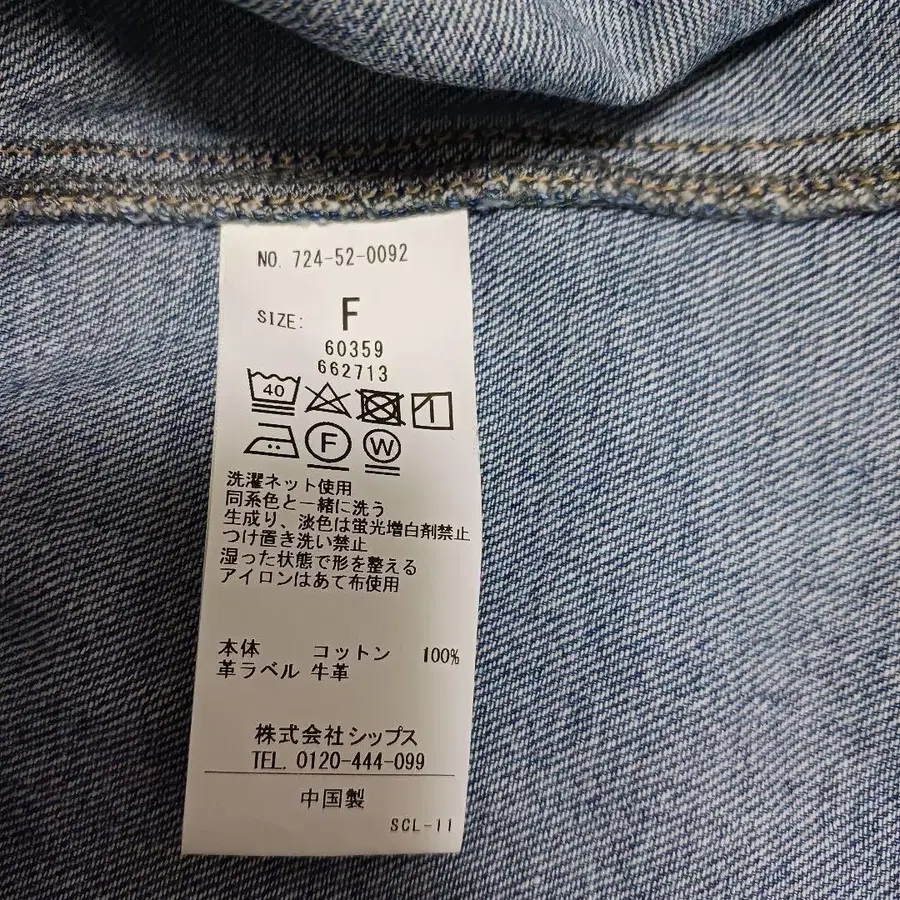 NO. 724-52-0092
SIZE: F
60359
662713
40
F W
洗濯ネット使用
同系色と一緒に洗う
生成り、淡色は蛍光増白剤禁止
つけ置き洗い禁止
湿った状態で形を整える
アイロンはあて布使用
本体 コットン 100%
革ラベル 牛革
株式会社シップス
TEL. 0120-444-099
中国製
SCL-11